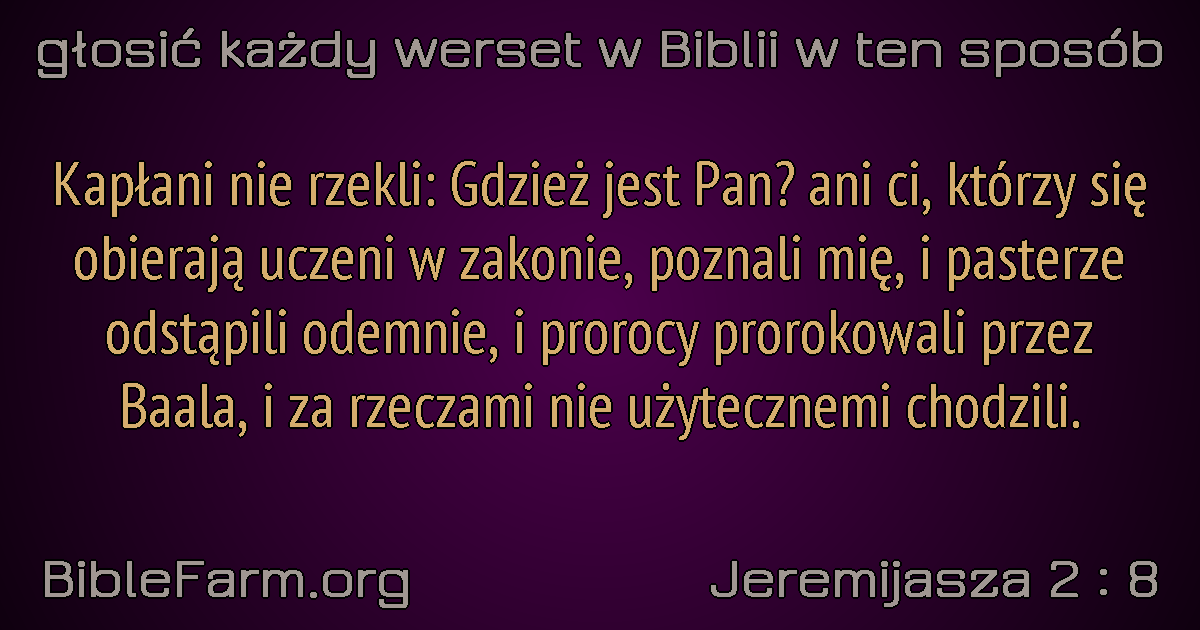 głosić każdy werset w Biblii w ten sposób
Kapłani nie rzekli: Gdzież jest Pan? ani ci, którzy się
obierają uczeni w zakonie, poznali mię, i pasterze
odstąpili odemnie, i prorocy prorokowali przez
Baala, i za rzeczami nie użytecznemi chodzili.
BibleFarm.org
Jeremijasza 2 : 8